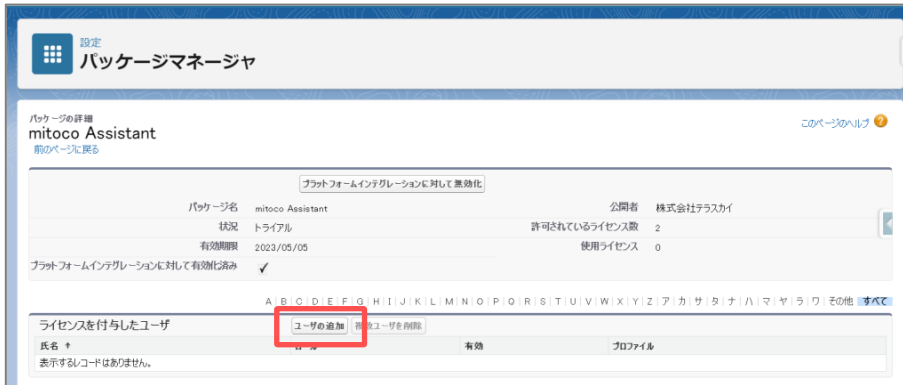 設定
パッケージマネージャ
パッケージの詳細
mitoco Assistant
このページのヘルプ
前のページに戻る
プラットフォームインテグレーションに対して無効化
パッケージ名 mitoco Assistant 公開者 株式会社テラスカイ
状況 トライアル 許可されているライセンス数 2
有効期限 2023/05/05 使用ライセンス 0
プラットフォームインテグレーションに対して有効化済み ✓
A | B | C | D | E | F | G | H | I | J | K | L | M | N | O | P | Q | R | S | T | U | V | W | X | Y | Z | ア | カ | サ | タ | ナ | ハ | マ | ヤ | ラ | ワ | その他 すべて
ライセンスを付与したユーザ ユーザの追加 複数ユーザを削除
氏名 ↑ ロール 有効 プロファイル
表示するレコードはありません。